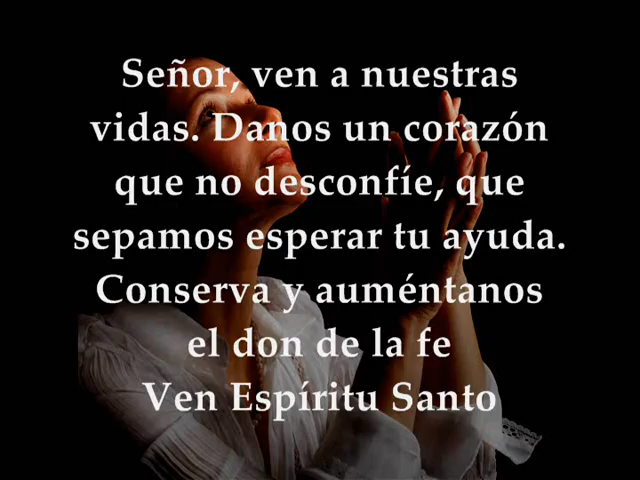 Señor, ven a nuestras
vidas. Danos un corazón
que no desconfíe, que
sepamos esperar tu ayuda.
Conserva y auméntanos
el don de la fe
Ven Espíritu Santo